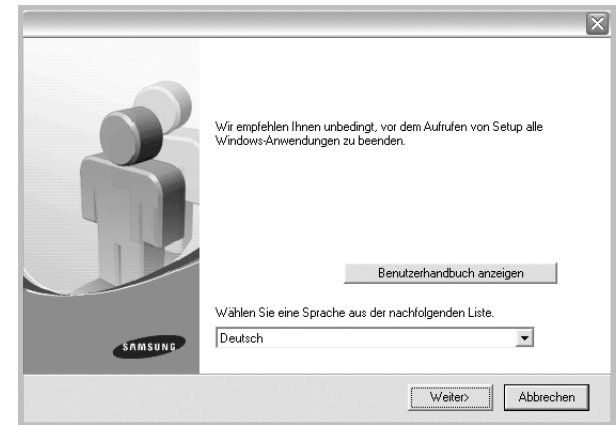 Wir empfehlen Ihnen unbedingt, vor dem Aufrufen von Setup alle
Windows-Anwendungen zu beenden.
Benutzerhandbuch anzeigen
Wählen Sie eine Sprache aus der nachfolgenden Liste.
Deutsch
SAMSUNG
Weiter>
Abbrechen